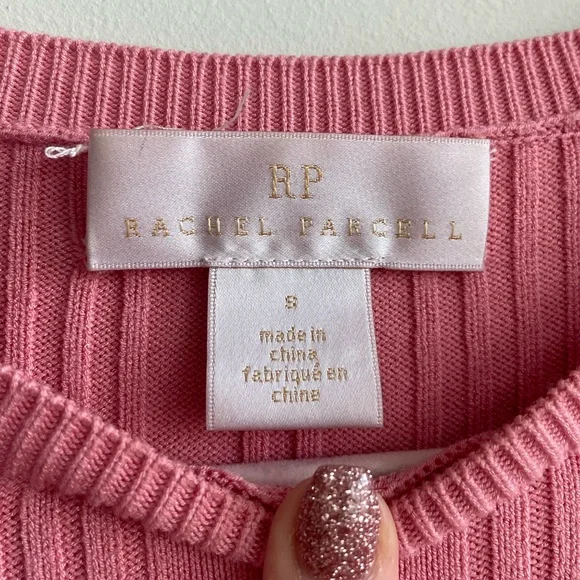 RP
RACHEL PARCELL
s
made in
china
fabriqué en
chine